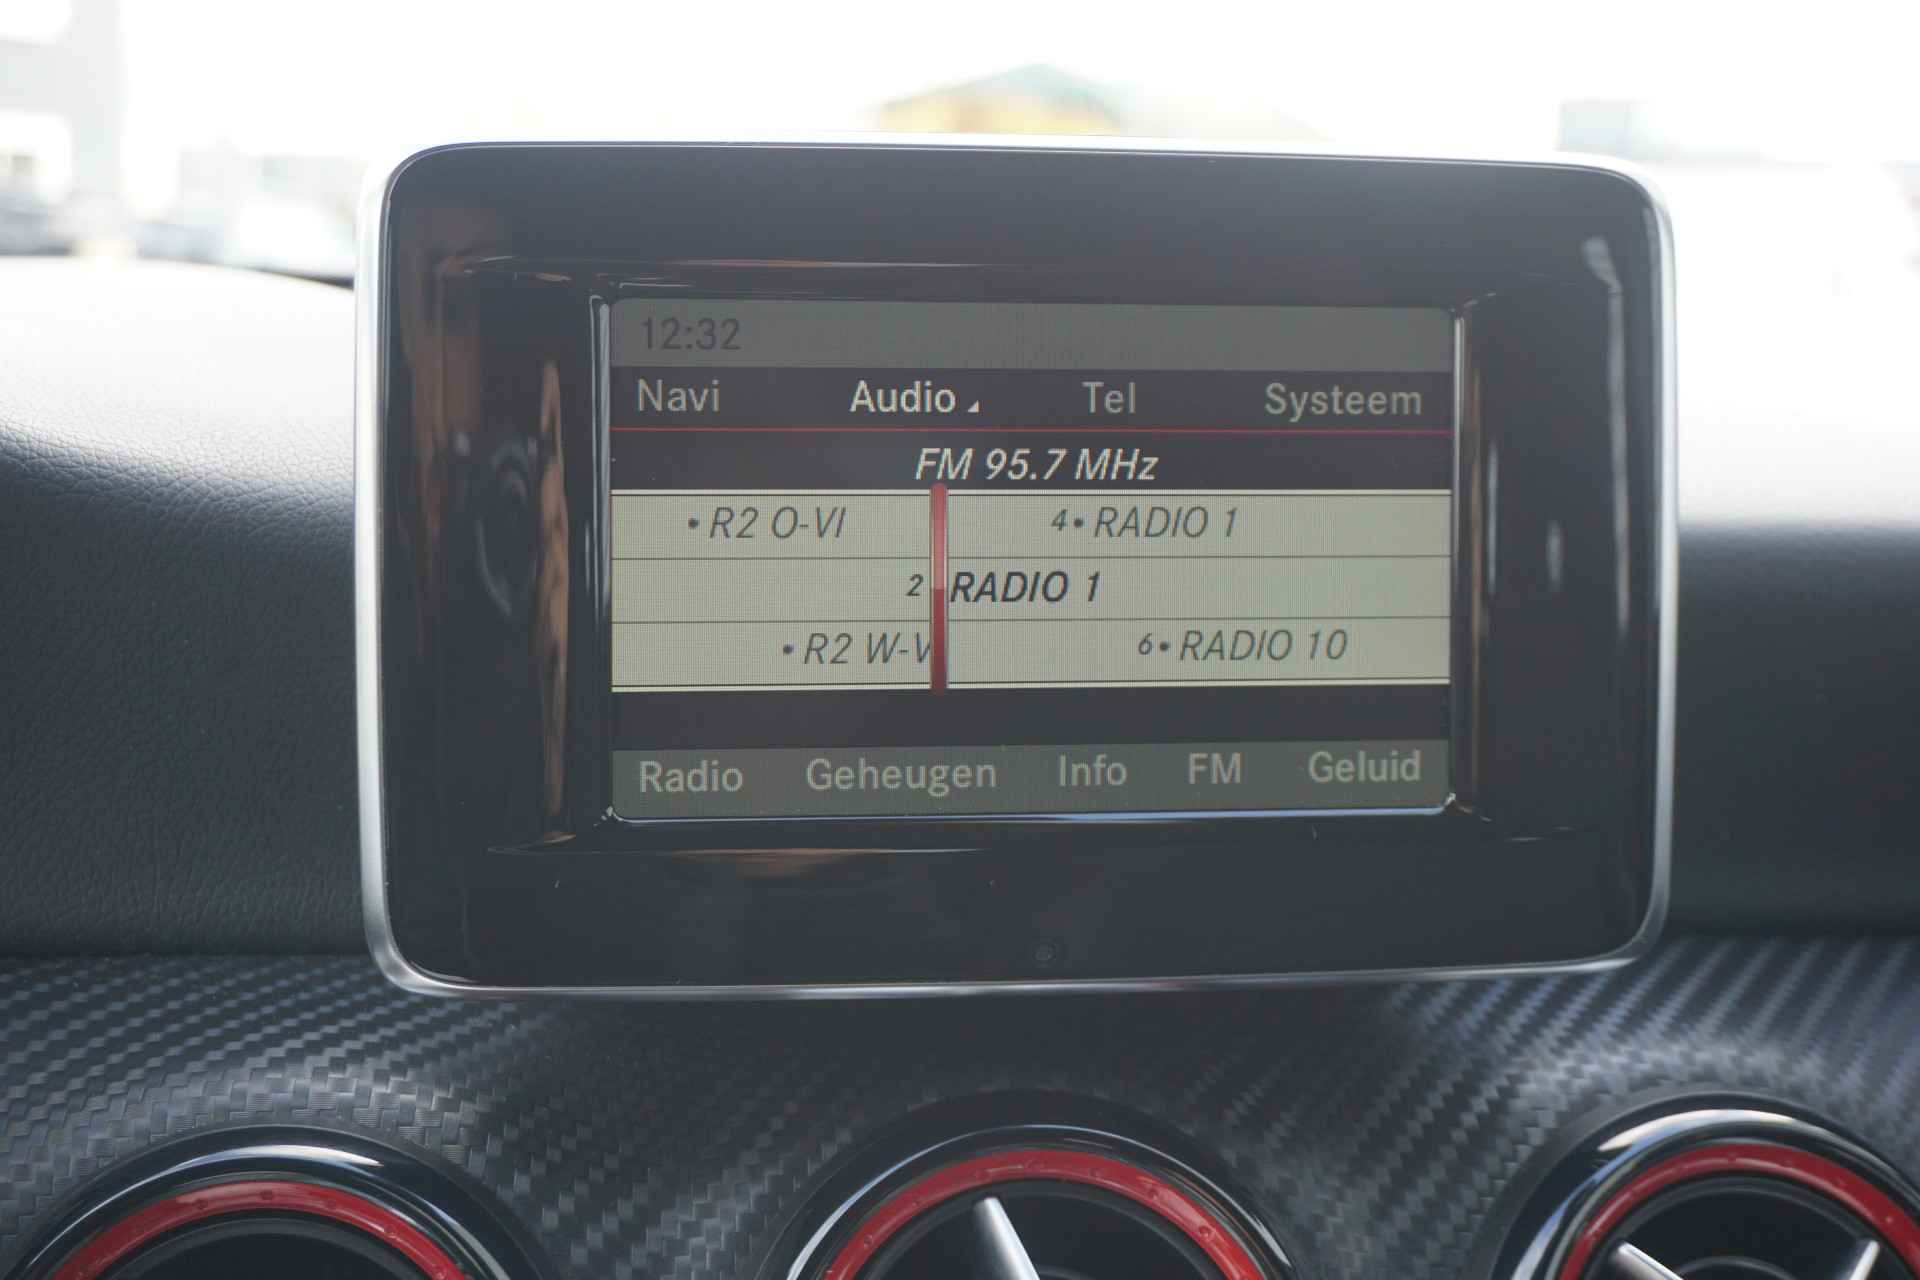 12:32
Navi Audio Tel Systeem
FM 95.7 MHz
• R2 O-VI 4• RADIO 1
2 RADIO 1
• R2 W-V 6• RADIO 10
Radio Geheugen Info FM Geluid